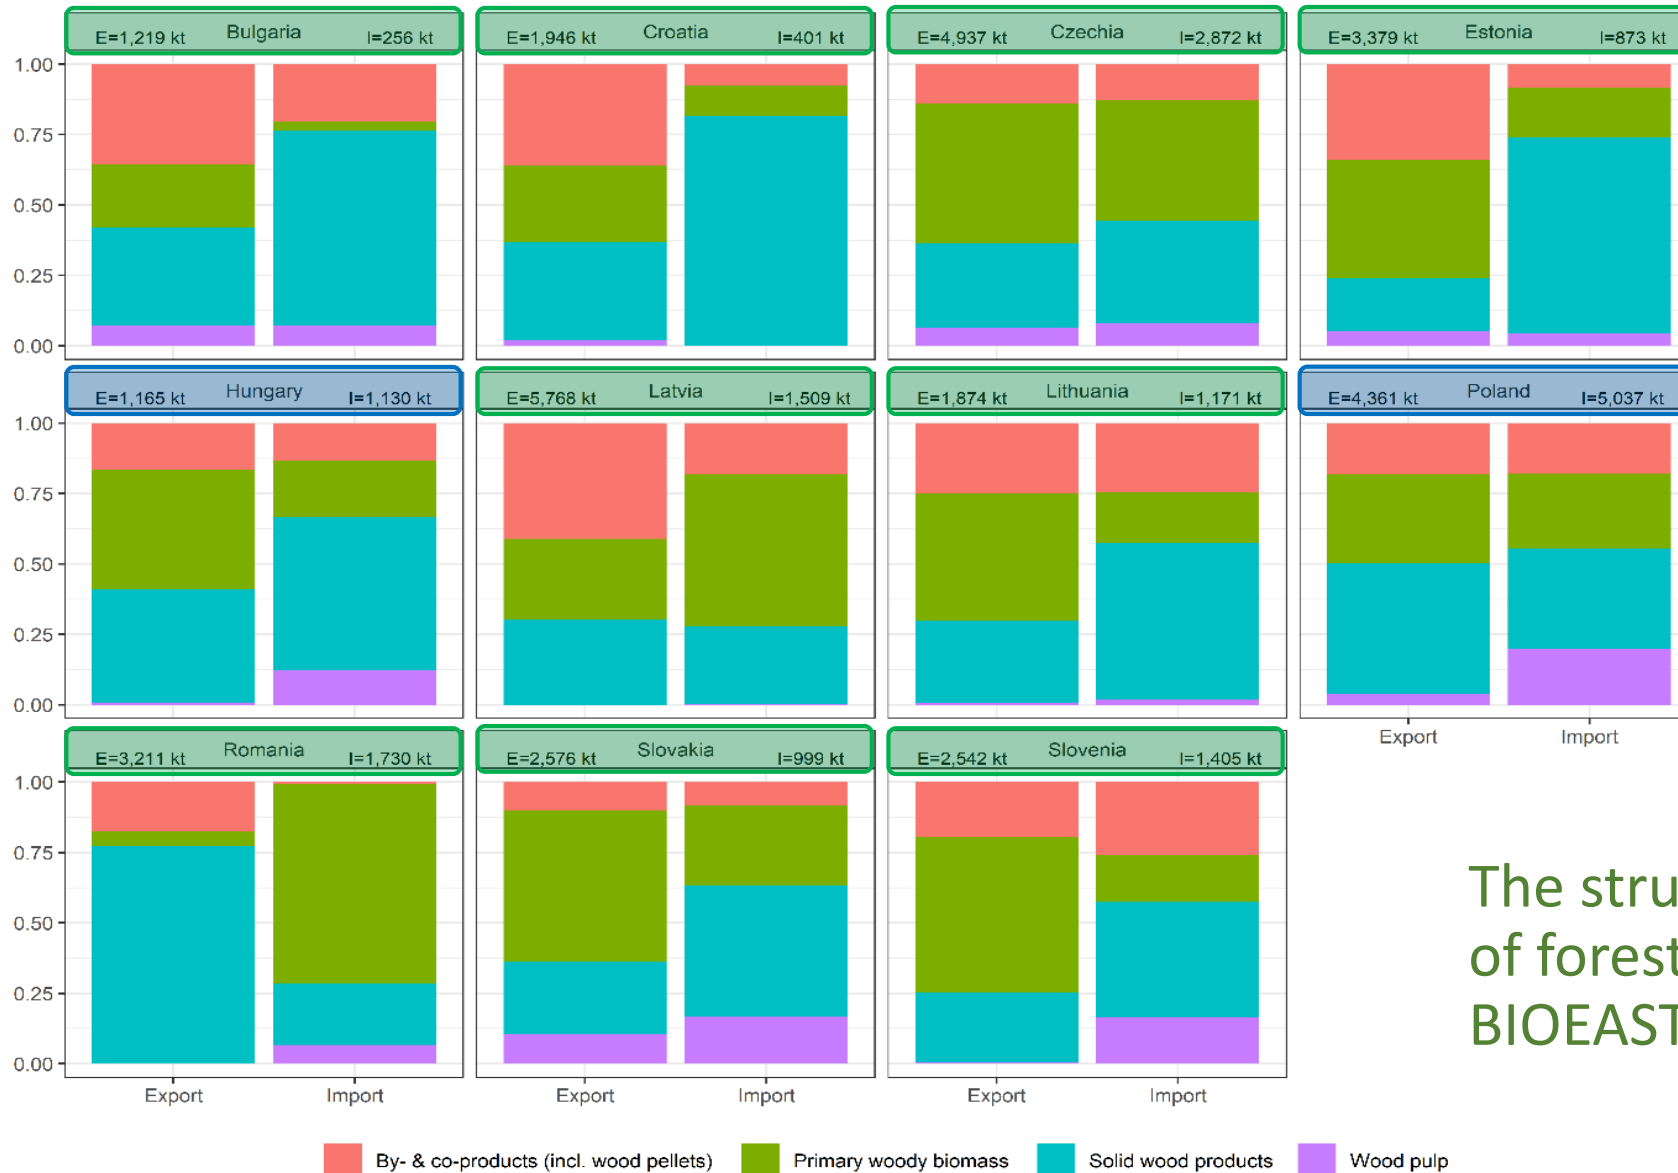 E=1,219 kt Bulgaria I=256 kt
E=1,946 kt Croatia I=401 kt
E=4,937 kt Czechia I=2,872 kt
E=3,379 kt Estonia I=873 kt
1.00
0.75
0.50
0.25
0.00
E=1,165 kt Hungary I=1,130 kt
E=5,768 kt Latvia I=1,509 kt
E=1,874 kt Lithuania I=1,171 kt
E=4,361 kt Poland I=5,037 kt
1.00
0.75
0.50
0.25
0.00
Export Import
E=3,211 kt Romania I=1,730 kt
E=2,576 kt Slovakia I=999 kt
E=2,542 kt Slovenia I=1,405 kt
1.00
0.75
0.50
0.25
0.00
Export Import
Export Import
Export Import
The stru
of forest
BIOEAST
By- & co-products (incl. wood pellets)
Primary woody biomass
Solid wood products
Wood pulp